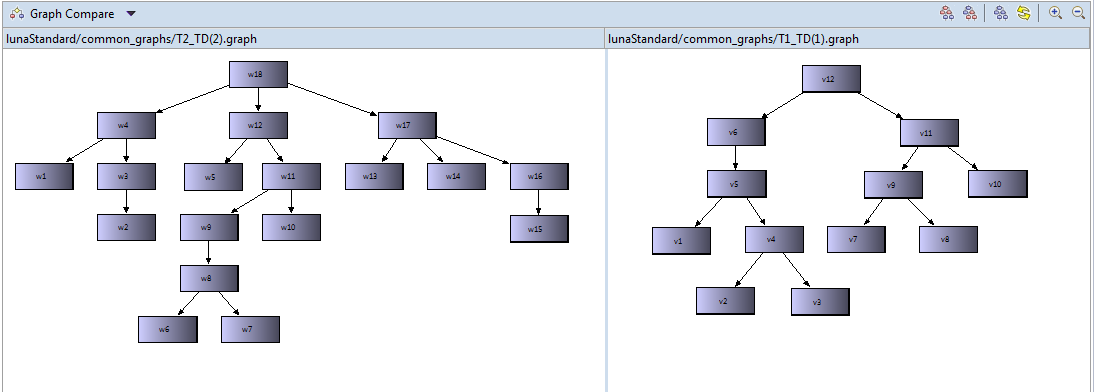 Graph Compare
lunaStandard/common_graphs/T2_TD(2).graph
lunaStandard/common_graphs/T1_TD(1).graph
w18
w4 w12 w17
w1 w3 w5 w11 w13 w14 w16
w2 w9 w10 w15
w8
w6 w7
v12
v6 v11
v5 v9 v10
v1 v4 v7 v8
v2 v3